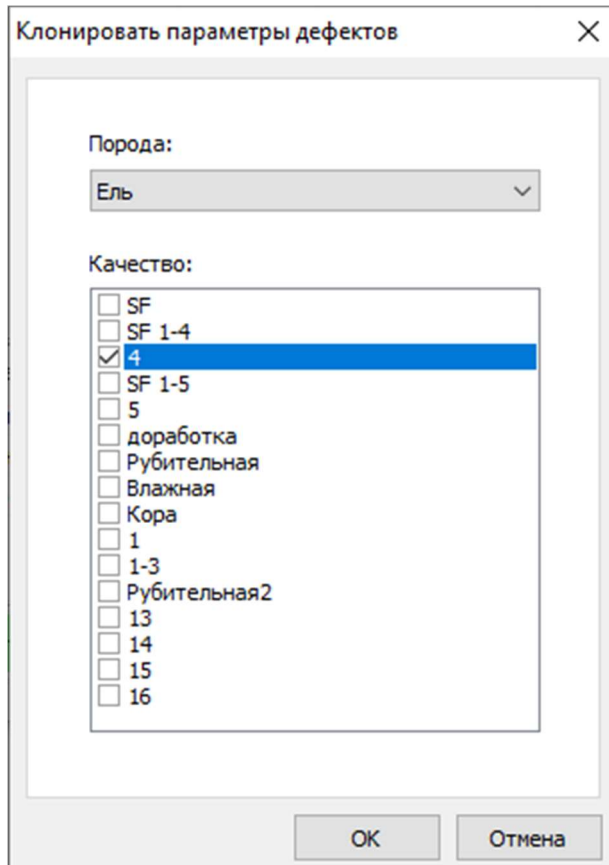 Клонировать параметры дефектов
Порода:
Ель
Качество:
SF
SF 1-4
4
SF 1-5
5
доработка
Рубительная
Влажная
Кора
1
1-3
Рубительная2
13
14
15
16
OK
Отмена